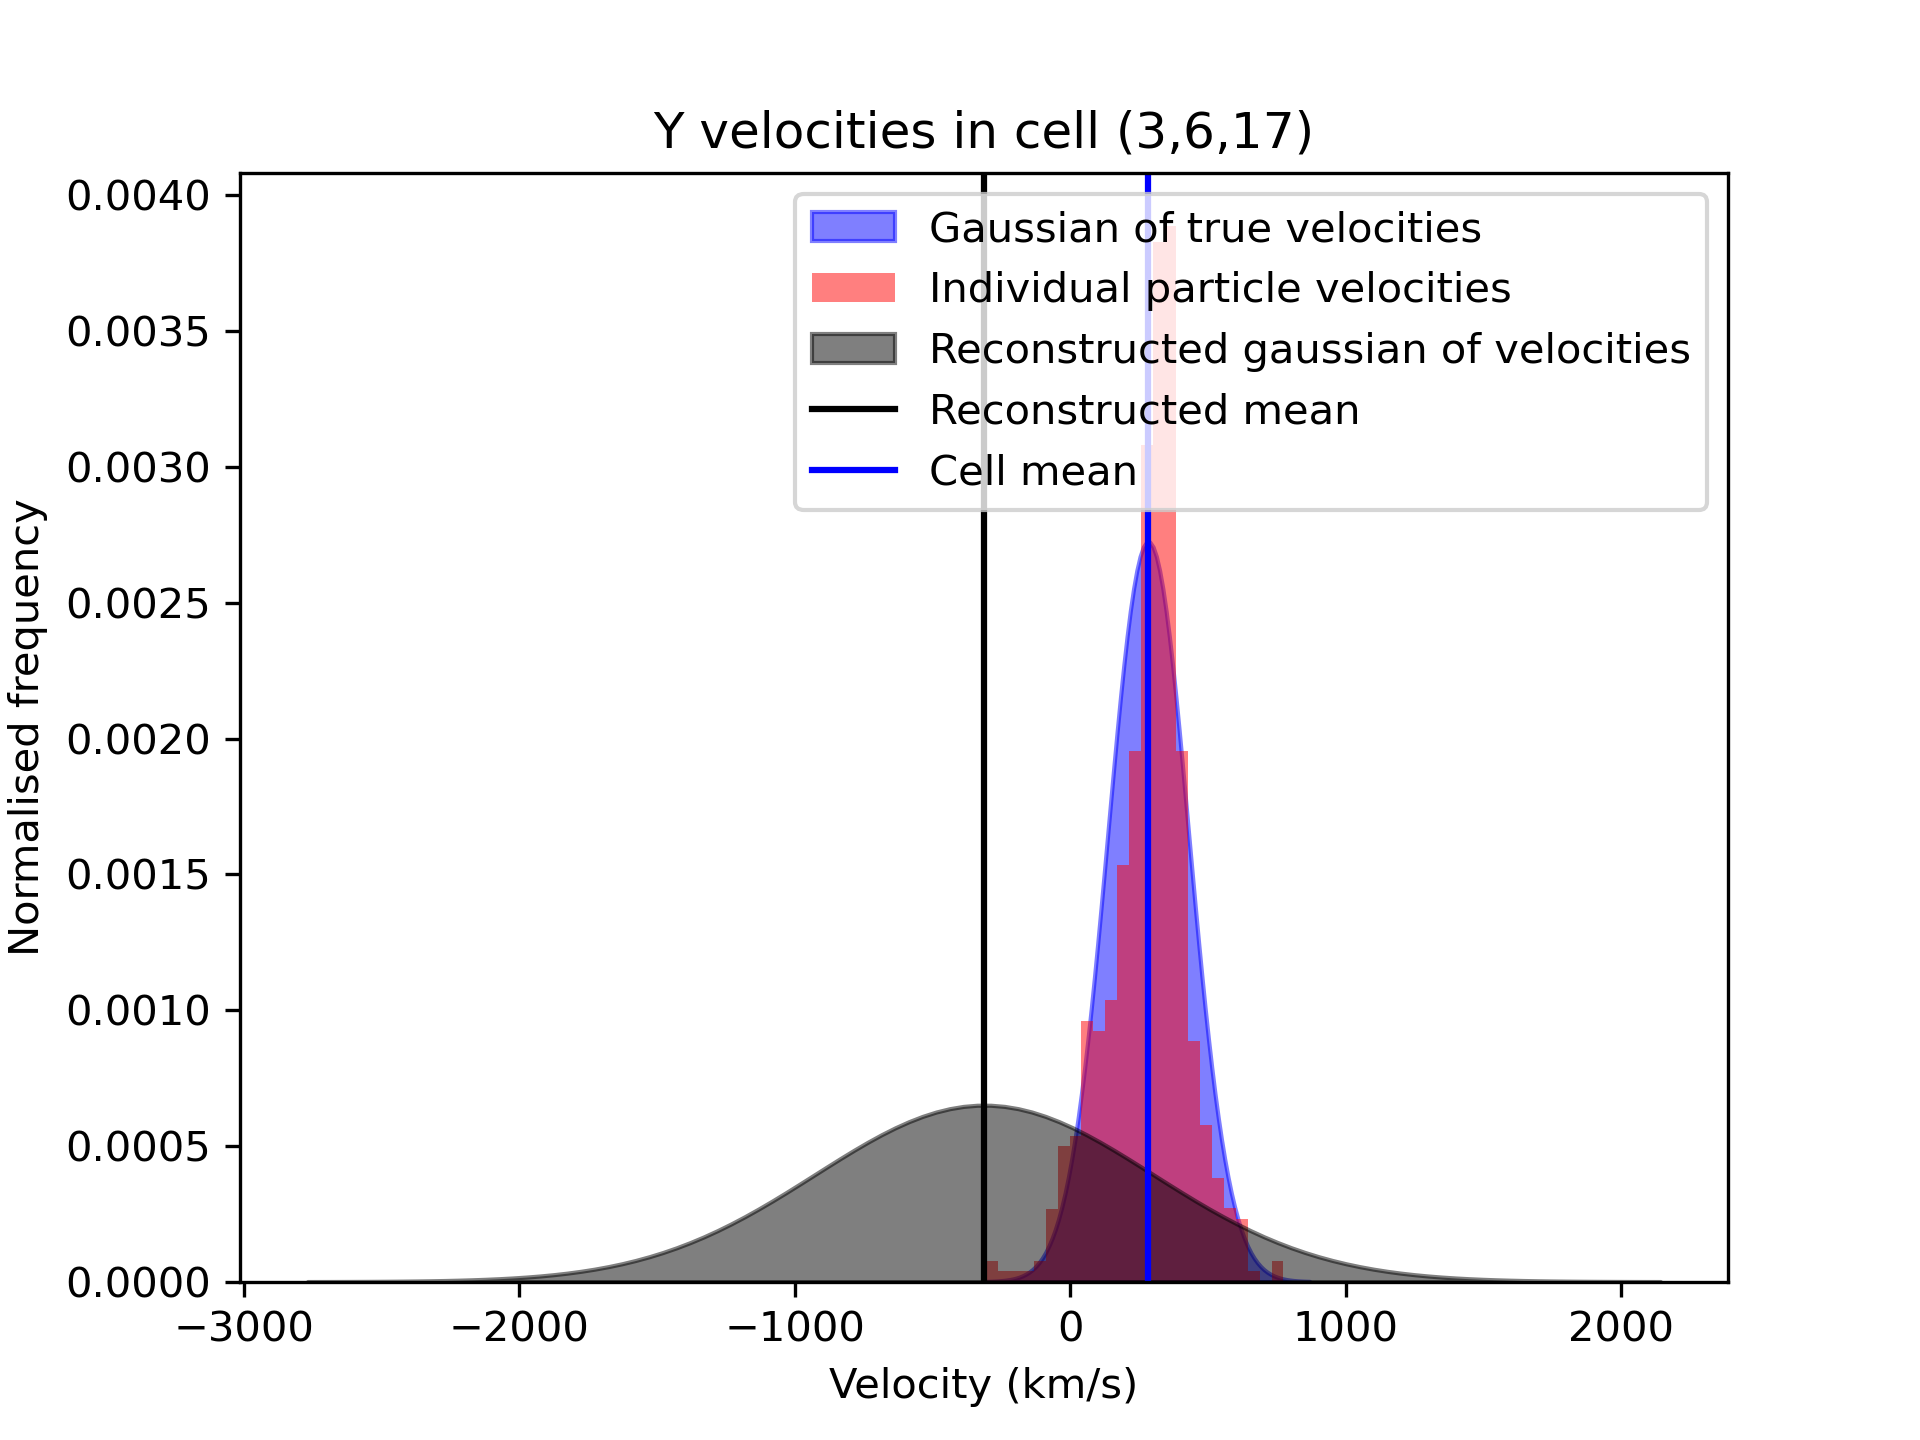 Y velocities in cell (3,6,17)
Gaussian of true velocities
Individual particle velocities
Reconstructed gaussian of velocities
Reconstructed mean
Cell mean
Normalised frequency
0.0040
0.0035
0.0030
0.0025
0.0020
0.0015
0.0010
0.0005
0.0000
−3000 −2000 −1000 0 1000 2000
Velocity (km/s)